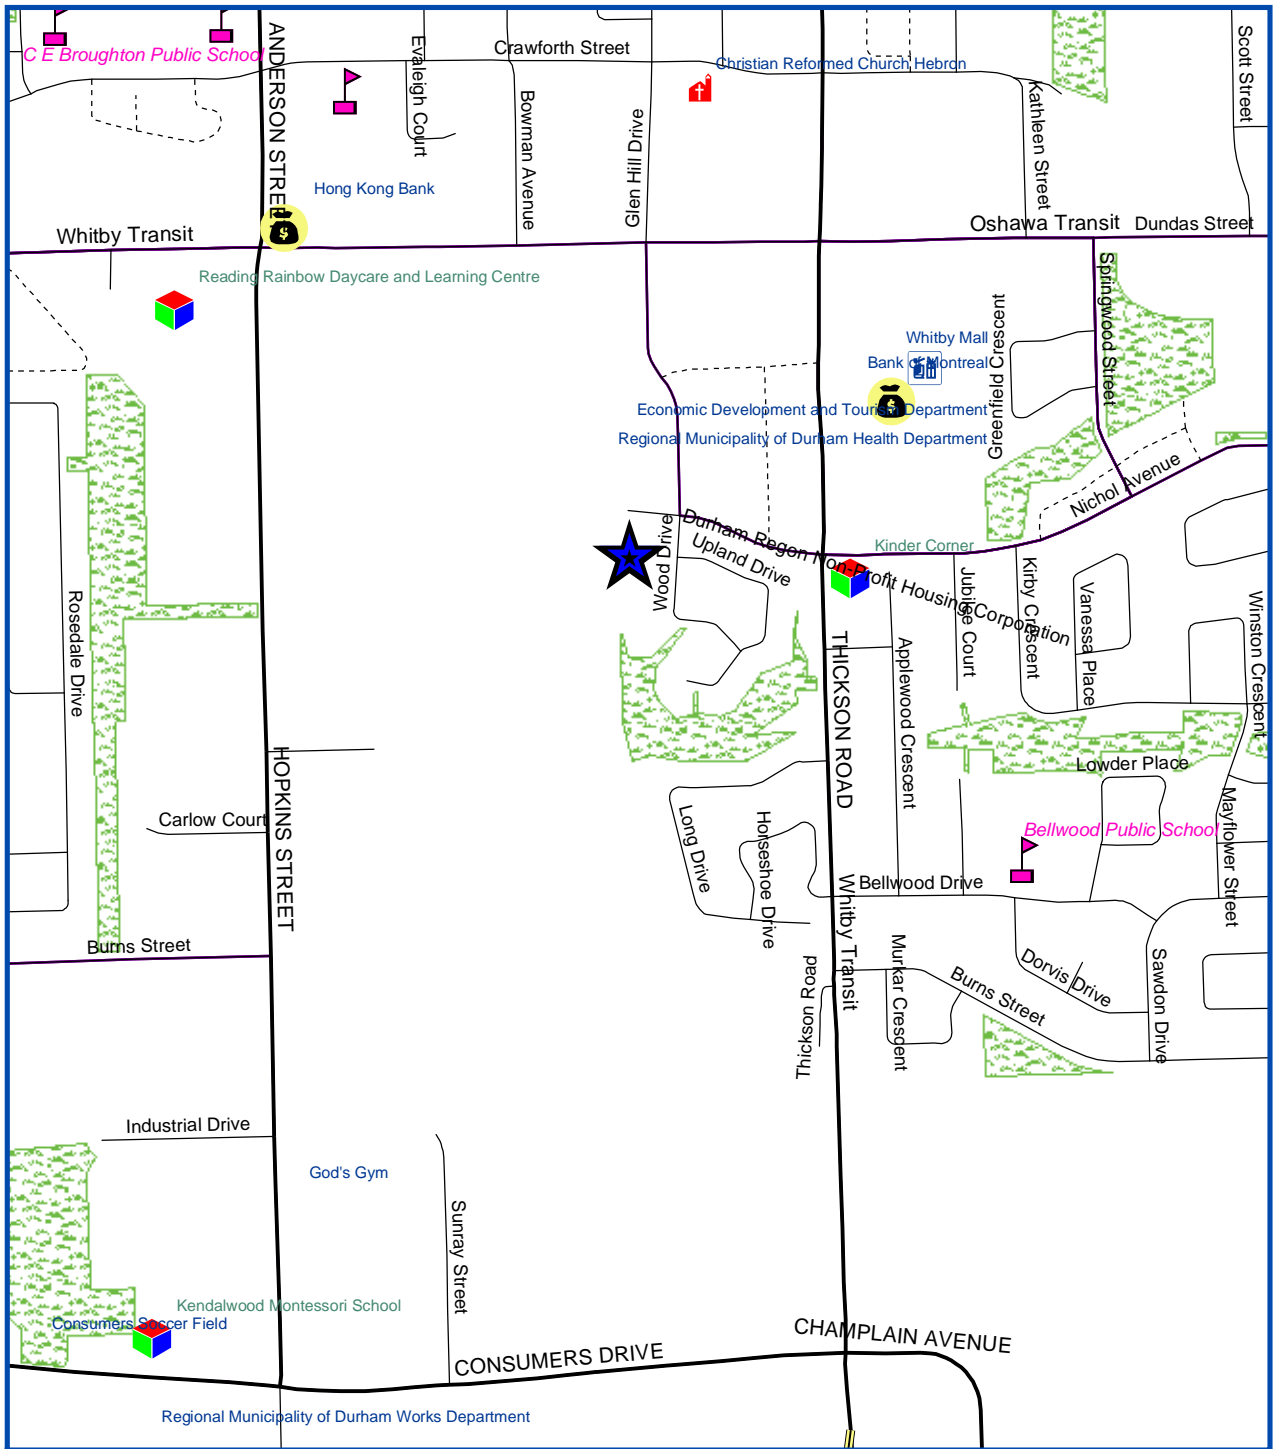 C E Broughton Public School
ANDERSON STREET
Evaleigh Court
Crawforth Street
Bowman Avenue
Glen Hill Drive
Christian Reformed Church Hebron
Kathleen Street
Scott Street
Hong Kong Bank
$
Whitby Transit
Oshawa Transit
Dundas Street
Reading Rainbow Daycare and Learning Centre
Springwood Street
Greenfield Crescent
Whitby Mall
Bank of Montreal
$
Economic Development and Tourism Department
Regional Municipality of Durham Health Department
Nichol Avenue
Wood Drive
Durham Regon Non-Profit Housing Corporation
Upland Drive
Kinder Corner
Jubilee Court
Kirby Crescent
Vanessa Place
Winston Crescent
Rosedale Drive
THICKSON ROAD
Applewood Crescent
HOPKINS STREET
Lowder Place
Carlow Court
Long Drive
Horseshoe Drive
Mayflower Street
Bellwood Public School
Bellwood Drive
Whitby Transit
Burns Street
Thickson Road
Murkar Crescent
Burns Street
Dorvis Drive
Sawdon Drive
Industrial Drive
God's Gym
Sunray Street
Kendalwood Montessori School
Consumers Soccer Field
CONSUMERS DRIVE
CHAMPLAIN AVENUE
Regional Municipality of Durham Works Department